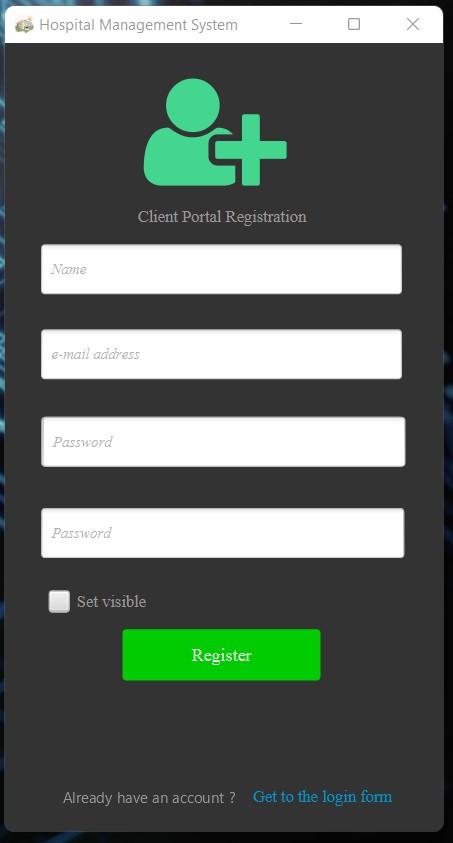 Hospital Management System
Client Portal Registration
Name
e-mail address
Password
Password
Set visible
Register
Already have an account ? Get to the login form